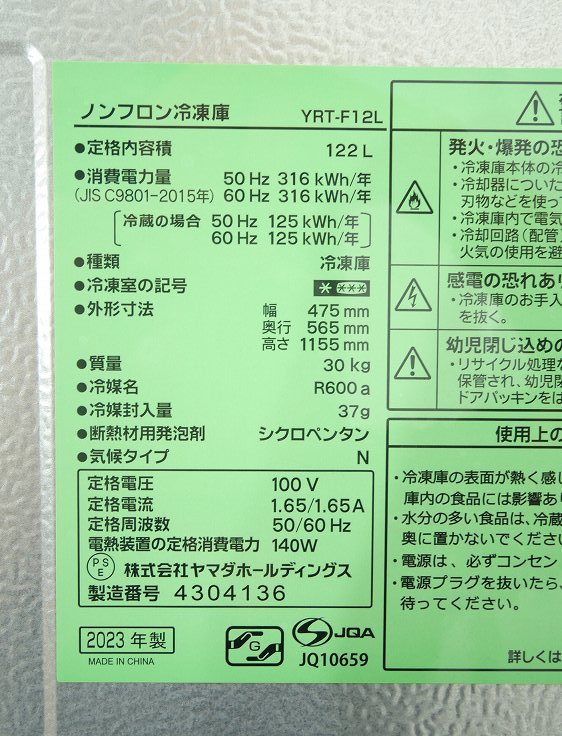 ノンフロン冷凍庫 YRT-F12L
●定格内容積 122 L
●消費電力量 50 Hz 316 kWh/年
(JIS C9801-2015年) 60 Hz 316 kWh/年
冷蔵の場合 50 Hz 125 kWh/年
60 Hz 125 kWh/年
●種類 冷凍庫
●冷凍室の記号 * ***
●外形寸法 幅 475 mm
奥行 565 mm
高さ 1155 mm
●質量 30 kg
●冷媒名 R600a
●冷媒封入量 37g
●断熱材用発泡剤 シクロペンタン
●気候タイプ N
定格電圧 100 V
定格電流 1.65/1.65A
定格周波数 50/60 Hz
電熱装置の定格消費電力 140W
PSE 株式会社ヤマダホールディングス
製造番号 4304136
2023 年製
MADE IN CHINA
G
JQA
JQ10659
発火・爆発の恐
・冷凍庫本体の冷
・冷却器についた
刃物などを使っ
・冷凍庫内で電気
・冷却回路(配管)
火気の使用を避
感電の恐れあり
・冷凍庫のお手入
を抜く。
幼児閉じ込めの
・リサイクル処理な
保管され、幼児閉
ドアパッキンをは
使用上の
・冷凍庫の表面が熱く感じ
庫内の食品には影響あり
・水分の多い食品は、冷蔵
奥に置かないでください
・電源は、必ずコンセン
・電源プラグを抜いたら、
待ってください。
詳しくは